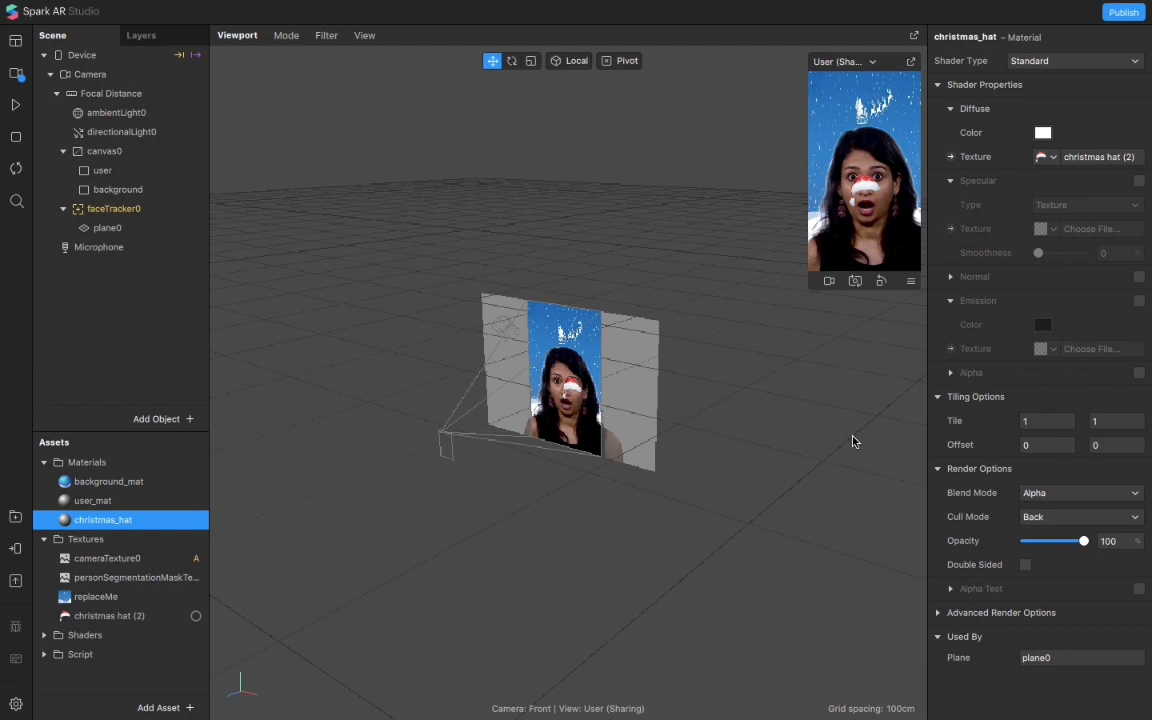 Spark AR Studio
Publish
Scene
Layers
Device
Camera
Focal Distance
ambientLight0
directionalLight0
canvas0
user
background
faceTracker0
plane0
Microphone
Add Object +
Assets
Materials
background_mat
user_mat
christmas_hat
Textures
cameraTexture0 A
personSegmentationMaskTe...
replaceMe
christmas hat (2)
Shaders
Script
Add Asset +
Viewport Mode Filter View
Local Pivot
User (Sha...
Camera: Front | View: User (Sharing)
Grid spacing: 100cm
christmas_hat – Material
Shader Type Standard
Shader Properties
Diffuse
Color
Texture christmas hat (2)
Specular
Type Texture
Texture Choose File...
Smoothness 0 %
Normal
Emission
Color
Texture Choose File...
Alpha
Tiling Options
Tile 1 1
Offset 0 0
Render Options
Blend Mode Alpha
Cull Mode Back
Opacity 100 %
Double Sided
Alpha Test
Advanced Render Options
Used By
Plane plane0